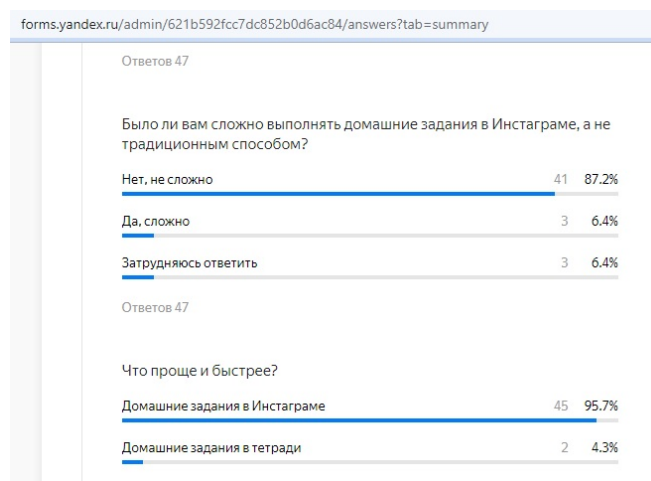 forms.yandex.ru/admin/621b592fcc7dc852b0d6ac84/answers?tab=summary
Ответов 47
Было ли вам сложно выполнять домашние задания в Инстаграме, а не
традиционным способом?
Нет, не сложно 41 87.2%
Да, сложно 3 6.4%
Затрудняюсь ответить 3 6.4%
Ответов 47
Что проще и быстрее?
Домашние задания в Инстаграме 45 95.7%
Домашние задания в тетради 2 4.3%